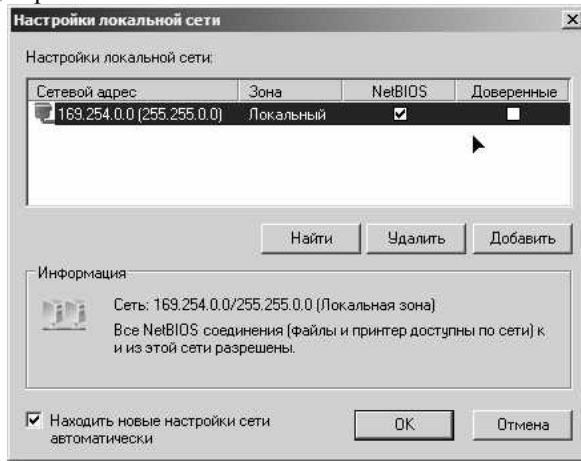 Настройки локальной сети
Настройки локальной сети:
Сетевой адрес Зона NetBIOS Доверенные
169.254.0.0 (255.255.0.0) Локальный
Найти Удалить Добавить
Информация
Сеть: 169.254.0.0/255.255.0.0 (Локальная зона)
Все NetBIOS соединения (файлы и принтер доступны по сети) к
и из этой сети разрешены.
Находить новые настройки сети
автоматически
OK Отмена